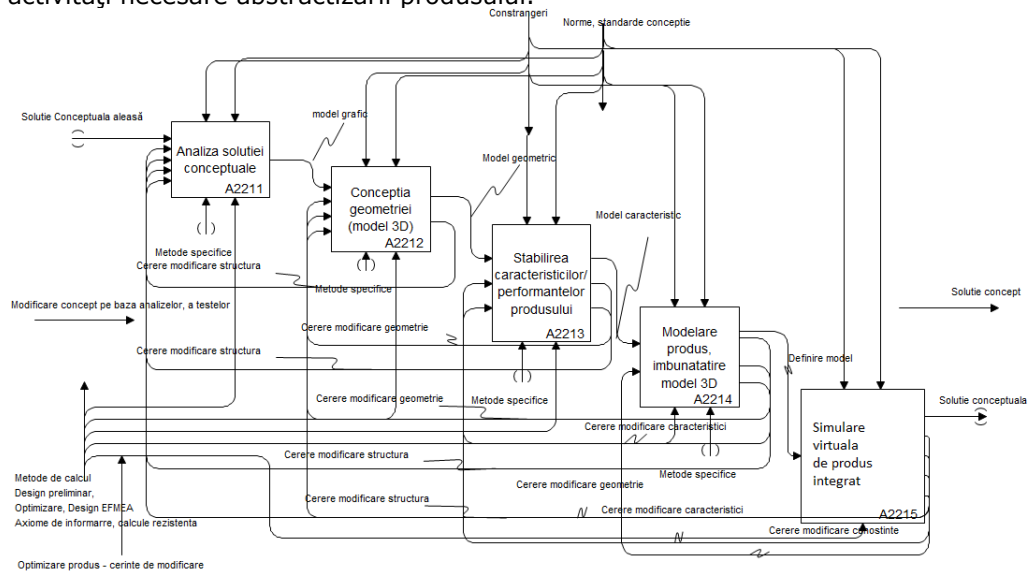 activități necesare abstractizării produsului.
Constrangeri
Norme, standarde conceptie
Solutie Conceptuala aleasă
model grafic
Analiza solutiei
conceptuale
A2211
Model geometric
Conceptia
geometriei
(model 3D)
A2212
Model caracteristic
Metode specifice
Cerere modificare structura
Metode specifice
Stabilirea
caracteristicilor/
performantelor
produsului
A2213
Modificare concept pe baza analizelor, a testelor
Solutie concept
Cerere modificare geometrie
Cerere modificare structura
Modelare
produs,
imbunatatire
model 3D
A2214
Definire model
Cerere modificare geometrie
Metode specifice
Solutie conceptuala
Cerere modificare caracteristici
Simulare
virtuala
de produs
integrat
A2215
Cerere modificare structura
Metode specifice
Metode de calcul
Design preliminar,
Optimizare, Design EFMEA
Axiome de informarre, calcule rezistenta
Cerere modificare geometrie
Cerere modificare structura
Cerere modificare caracteristici
Cerere modificare cunostinte
Optimizare produs - cerinte de modificare